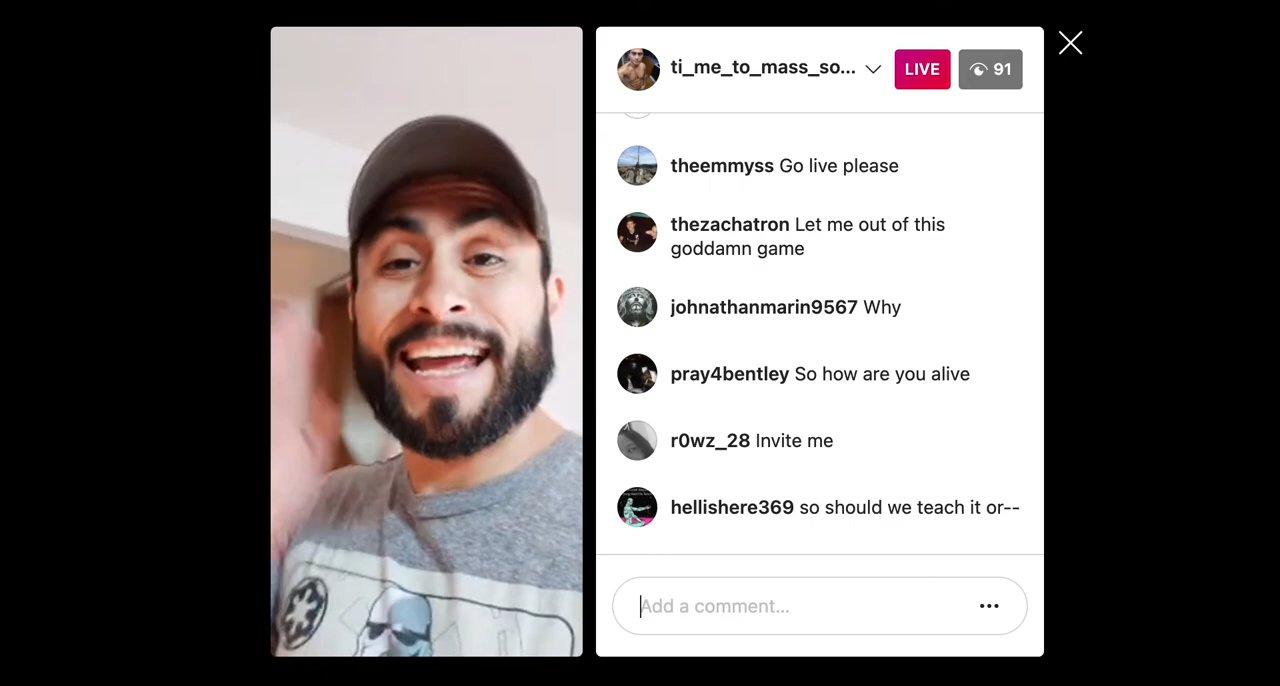 ti_me_to_mass_so...
LIVE
91
theemmyss Go live please
thezachatron Let me out of this
goddamn game
johnathanmarin9567 Why
pray4bentley So how are you alive
r0wz_28 Invite me
hellishere369 so should we teach it or--
Add a comment...